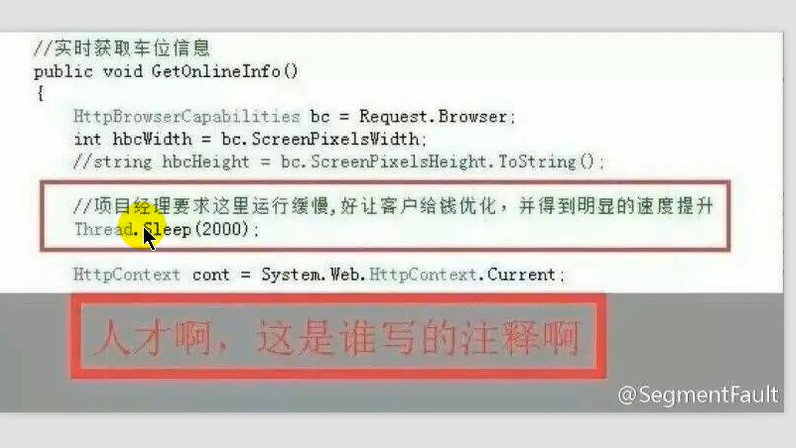 //实时获取车位信息
public void GetOnlineInfo()
{
HttpBrowserCapabilities bc = Request.Browser;
int hbcWidth = bc.ScreenPixelsWidth;
//string hbcHeight = bc.ScreenPixelsHeight.ToString();
//项目经理要求这里运行缓慢,好让客户给钱优化，并得到明显的速度提升
Thread.Sleep(2000);
HttpContext cont = System.Web.HttpContext.Current;
人才啊，这是谁写的注释啊
@SegmentFault